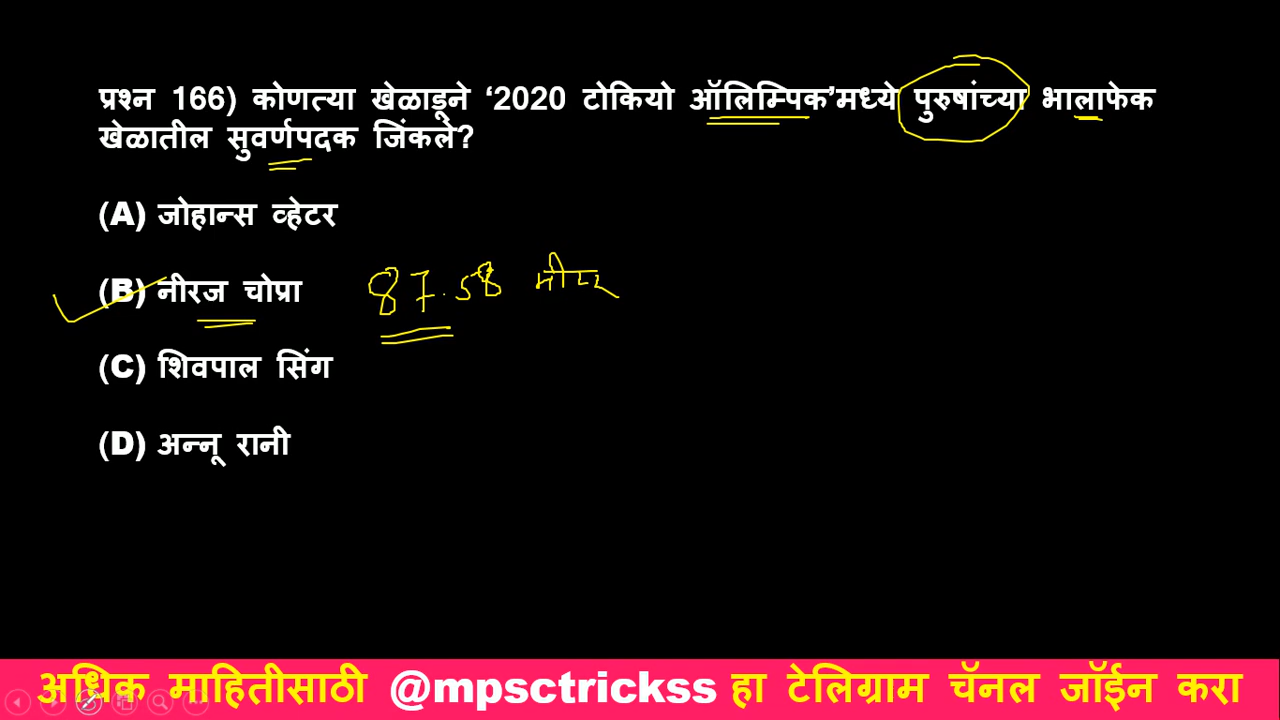 प्रश्न 166) कोणत्या खेळाडूने ‘2020 टोकियो ऑलिम्पिक’मध्ये पुरुषांच्या भालाफेक
खेळातील सुवर्णपदक जिंकले?
(A) जोहान्स व्हेटर
(B) नीरज चोप्रा 87.58 मीटर
(C) शिवपाल सिंग
(D) अन्नू रानी
अधिक माहितीसाठी @mpsctrickss हा टेलिग्राम चॅनल जॉईन करा